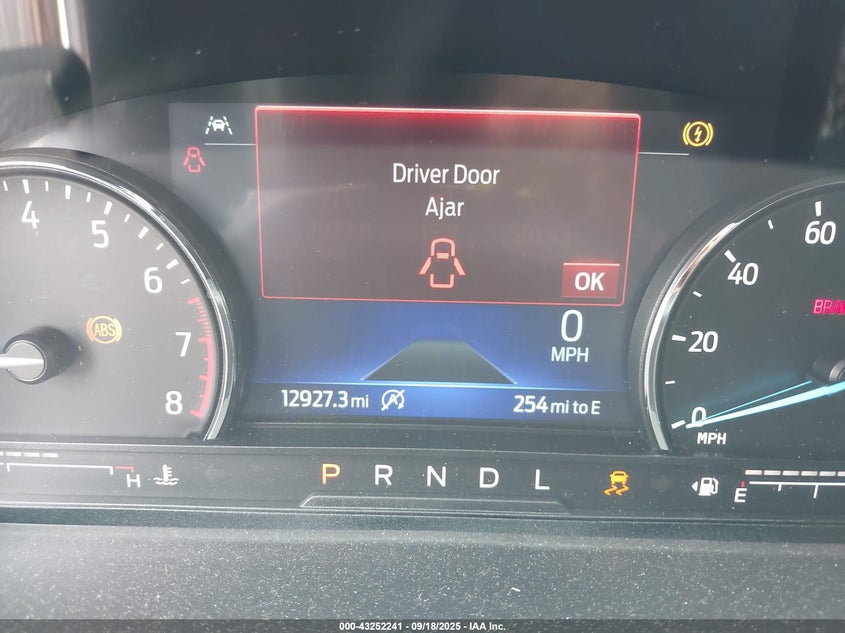 Driver Door
Ajar
OK
4
5
6
7
8
ABS
0
MPH
60
40
20
0
MPH
12927.3 mi
254 mi to E
H
P R N D L
E
000-43252241 - 09/18/2025 - IAA Inc.